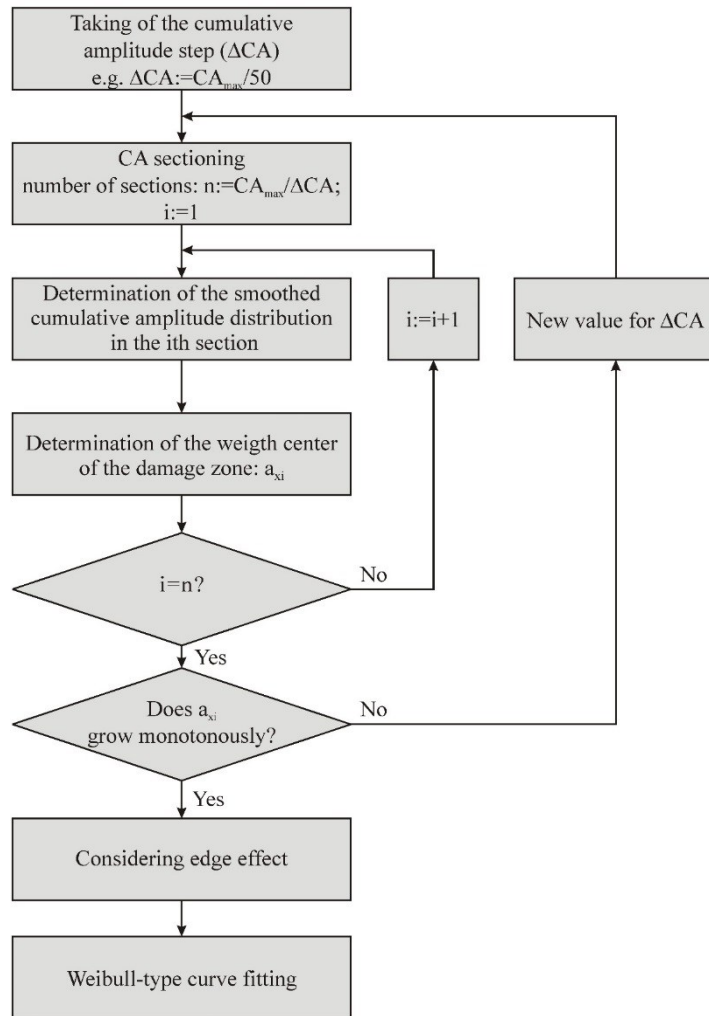 Taking of the cumulative
amplitude step (ΔCA)
e.g. ΔCA:=CAmax/50
CA sectioning
number of sections: n:=CAmax/ΔCA;
i:=1
Determination of the smoothed
cumulative amplitude distribution
in the ith section
i:=i+1
New value for ΔCA
Determination of the weigth center
of the damage zone: axi
i=n?
No
Yes
Does axi
grow monotonously?
No
Yes
Considering edge effect
Weibull-type curve fitting